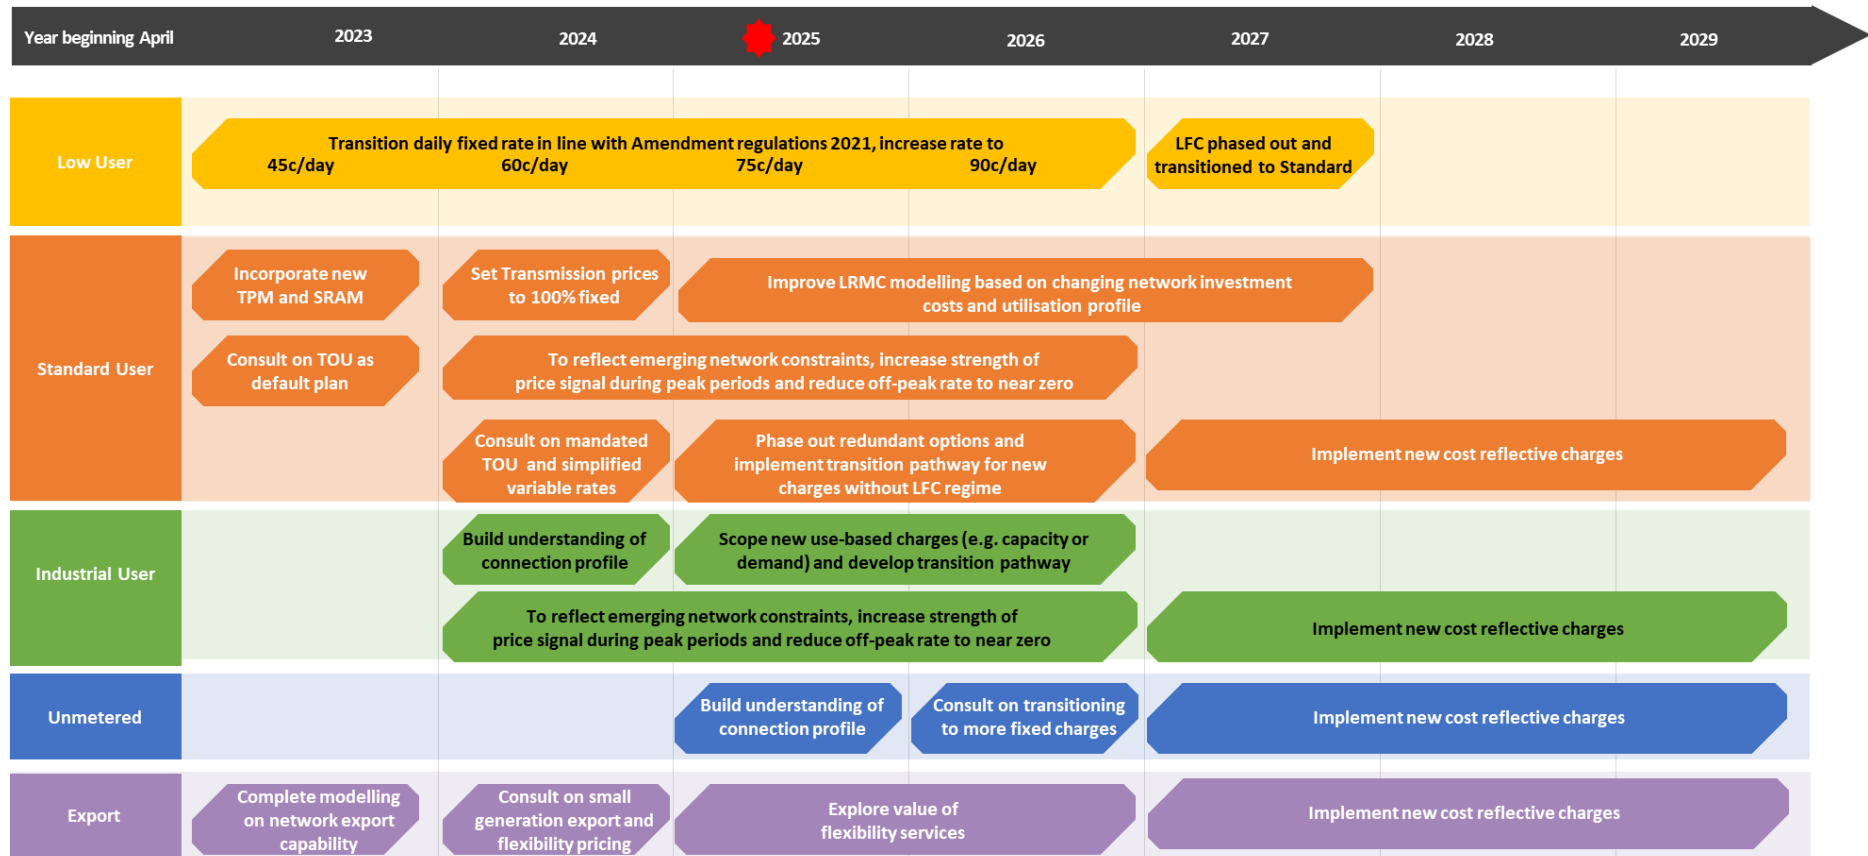 Year beginning April 2023 2024 2025 2026 2027 2028 2029
Low User
Transition daily fixed rate in line with Amendment regulations 2021, increase rate to
45c/day 60c/day 75c/day 90c/day
LFC phased out and
transitioned to Standard
Standard User
Incorporate new
TPM and SRAM
Set Transmission prices
to 100% fixed
Improve LRMC modelling based on changing network investment
costs and utilisation profile
Consult on TOU as
default plan
To reflect emerging network constraints, increase strength of
price signal during peak periods and reduce off-peak rate to near zero
Consult on mandated
TOU and simplified
variable rates
Phase out redundant options and
implement transition pathway for new
charges without LFC regime
Implement new cost reflective charges
Industrial User
Build understanding of
connection profile
Scope new use-based charges (e.g. capacity or
demand) and develop transition pathway
To reflect emerging network constraints, increase strength of
price signal during peak periods and reduce off-peak rate to near zero
Implement new cost reflective charges
Unmetered
Build understanding of
connection profile
Consult on transitioning
to more fixed charges
Implement new cost reflective charges
Export
Complete modelling
on network export
capability
Consult on small
generation export and
flexibility pricing
Explore value of
flexibility services
Implement new cost reflective charges